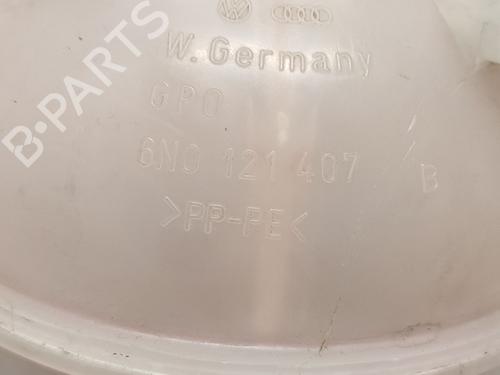 W. Germany
GPO
6N0 121 407 B
>PP-PE<
B-PARTS